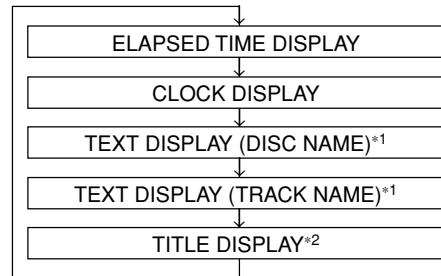 ELAPSED TIME DISPLAY
CLOCK DISPLAY
TEXT DISPLAY (DISC NAME)*1
TEXT DISPLAY (TRACK NAME)*1
TITLE DISPLAY*2